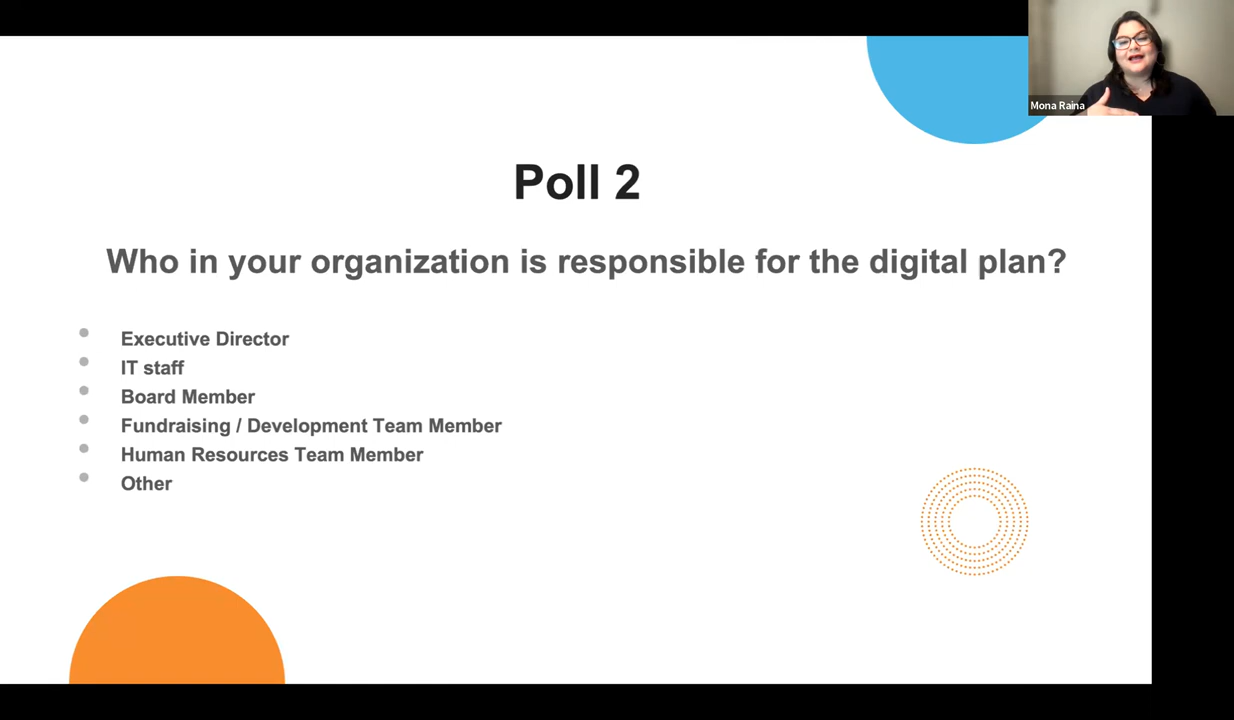 Mona Raina
Poll 2
Who in your organization is responsible for the digital plan?
Executive Director
IT staff
Board Member
Fundraising / Development Team Member
Human Resources Team Member
Other